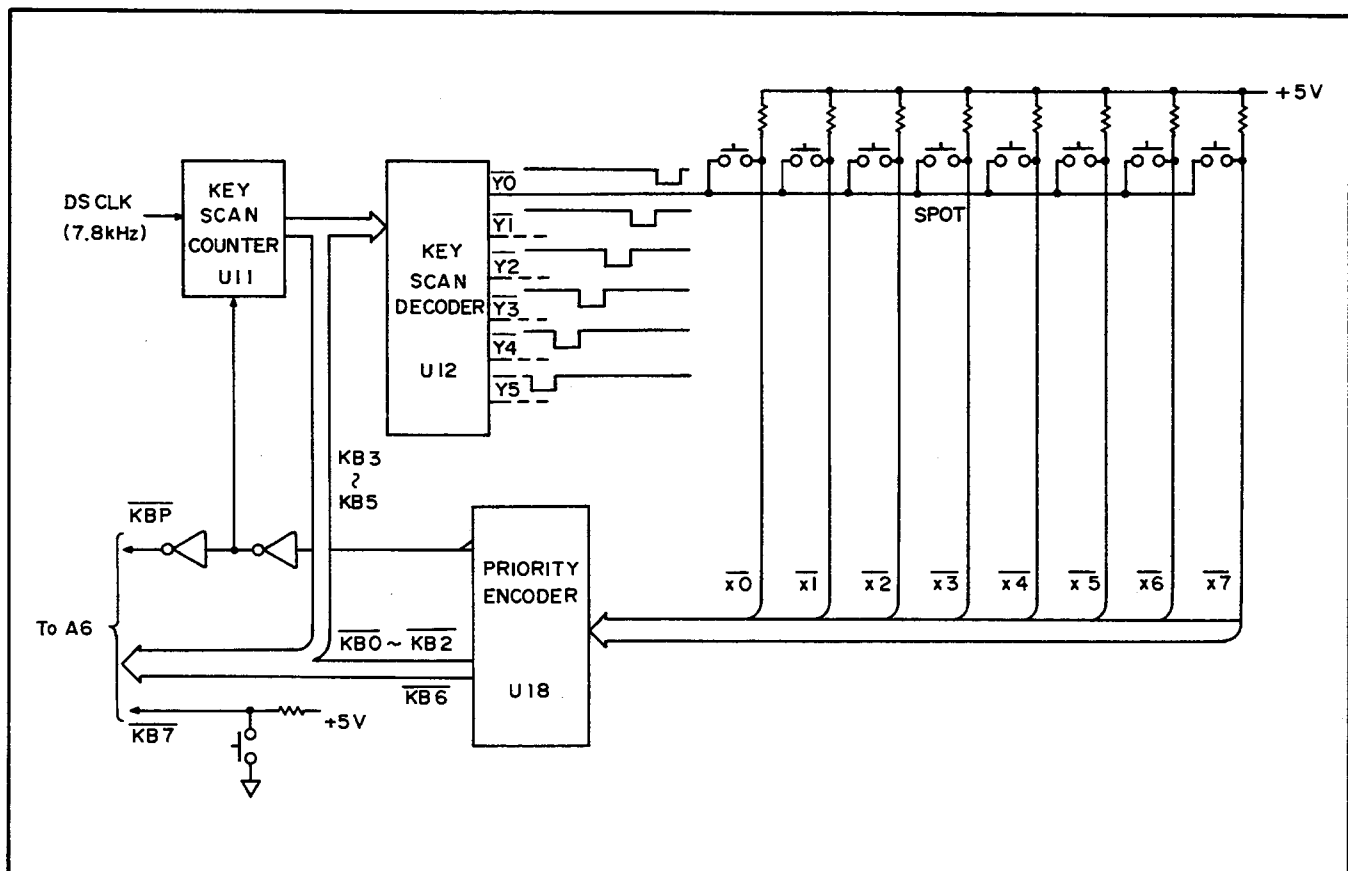 +5V
KEY
SCAN
COUNTER
U11
DS CLK
(7.8kHz)
KEY
SCAN
DECODER
U12
Y0
Y1
Y2
Y3
Y4
Y5
SPOT
KB3
~
KB5
KBP
To A6
KB0 ~ KB2
KB6
KB7
+5V
PRIORITY
ENCODER
U18
x0 x1 x2 x3 x4 x5 x6 x7